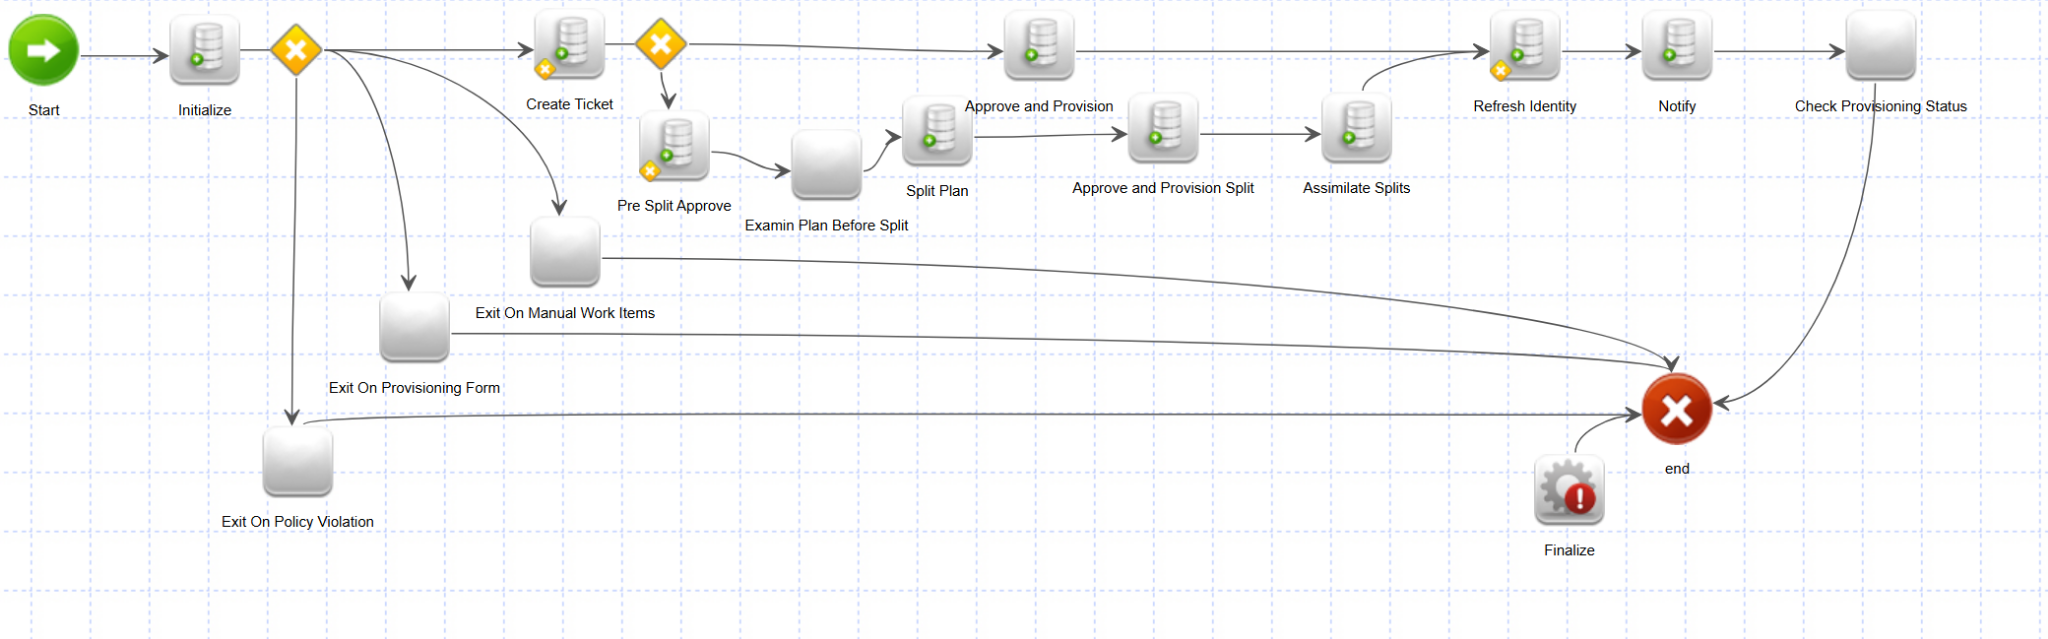 Start
Initialize
Create Ticket
Approve and Provision
Refresh Identity
Notify
Check Provisioning Status
Pre Split Approve
Examin Plan Before Split
Split Plan
Approve and Provision Split
Assimilate Splits
Exit On Manual Work Items
Exit On Provisioning Form
Exit On Policy Violation
end
Finalize